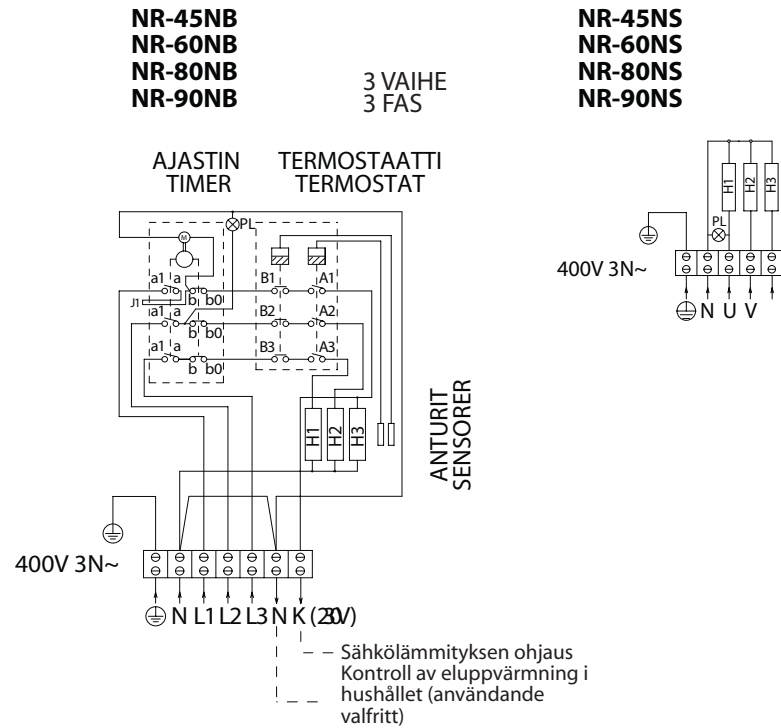 NR-45NB
NR-60NB
NR-80NB
NR-90NB
3 VAIHE
3 FAS
NR-45NS
NR-60NS
NR-80NS
NR-90NS
AJASTIN
TIMER
TERMOSTAATTI
TERMOSTAT
PL
M
a1 a
b b0
B1 A1
J1
a1 a
b b0
B2 A2
a1 a
b b0
B3 A3
H1 H2 H3
ANTURIT
SENSORER
400V 3N~
N L1 L2 L3 N K
Sähkölämmityksen ohjaus
Kontroll av eluppvärmning i
hushållet (användande
valfritt)
H1 H2 H3
PL
400V 3N~
N U V